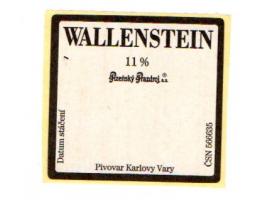 WALLENSTEIN
11 %
Plzeňský Prazdroj a.s.
Datum stáčení
ČSN 566635
Pivovar Karlovy Vary